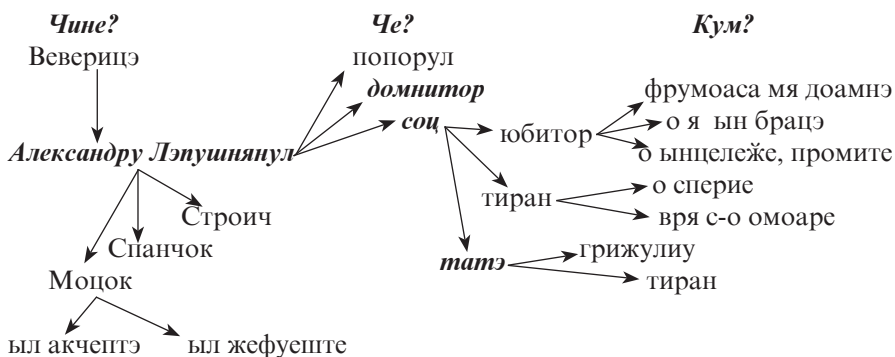 Чине? Че? Кум?
Веверицэ попорул
домнитор фрумоаса мя доамнэ
соц юбитор о я ын брацэ
Александру Лэпушнянул о ынцелеӂе, промите
тиран о сперие
Строич вря с-о омоаре
Спанчок татэ грижулиу
Моцок тиран
ыл акчептэ ыл жефуеште